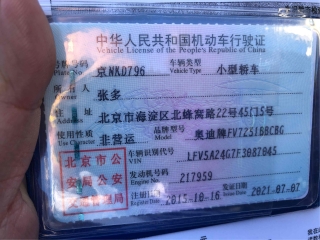 中华人民共和国机动车行驶证
Vehicle License of the People's Republic of China
号牌号码 京NKD796 车辆类型 小型轿车
Plate No. Vehicle Type
所有人 张多
Owner
住址 北京市海淀区北蜂窝路22号45门5号
Address
使用性质 非营运 品牌型号 奥迪牌FV7251BBCBG
Use Character Model
北京市公 车辆识别代号 LFV5A24G7F3087045
安局公安 VIN
交通管理局 发动机号码 217959
Engine No.
注册日期 2015-10-16 发证日期 2021-07-07
Register Date Issue Date